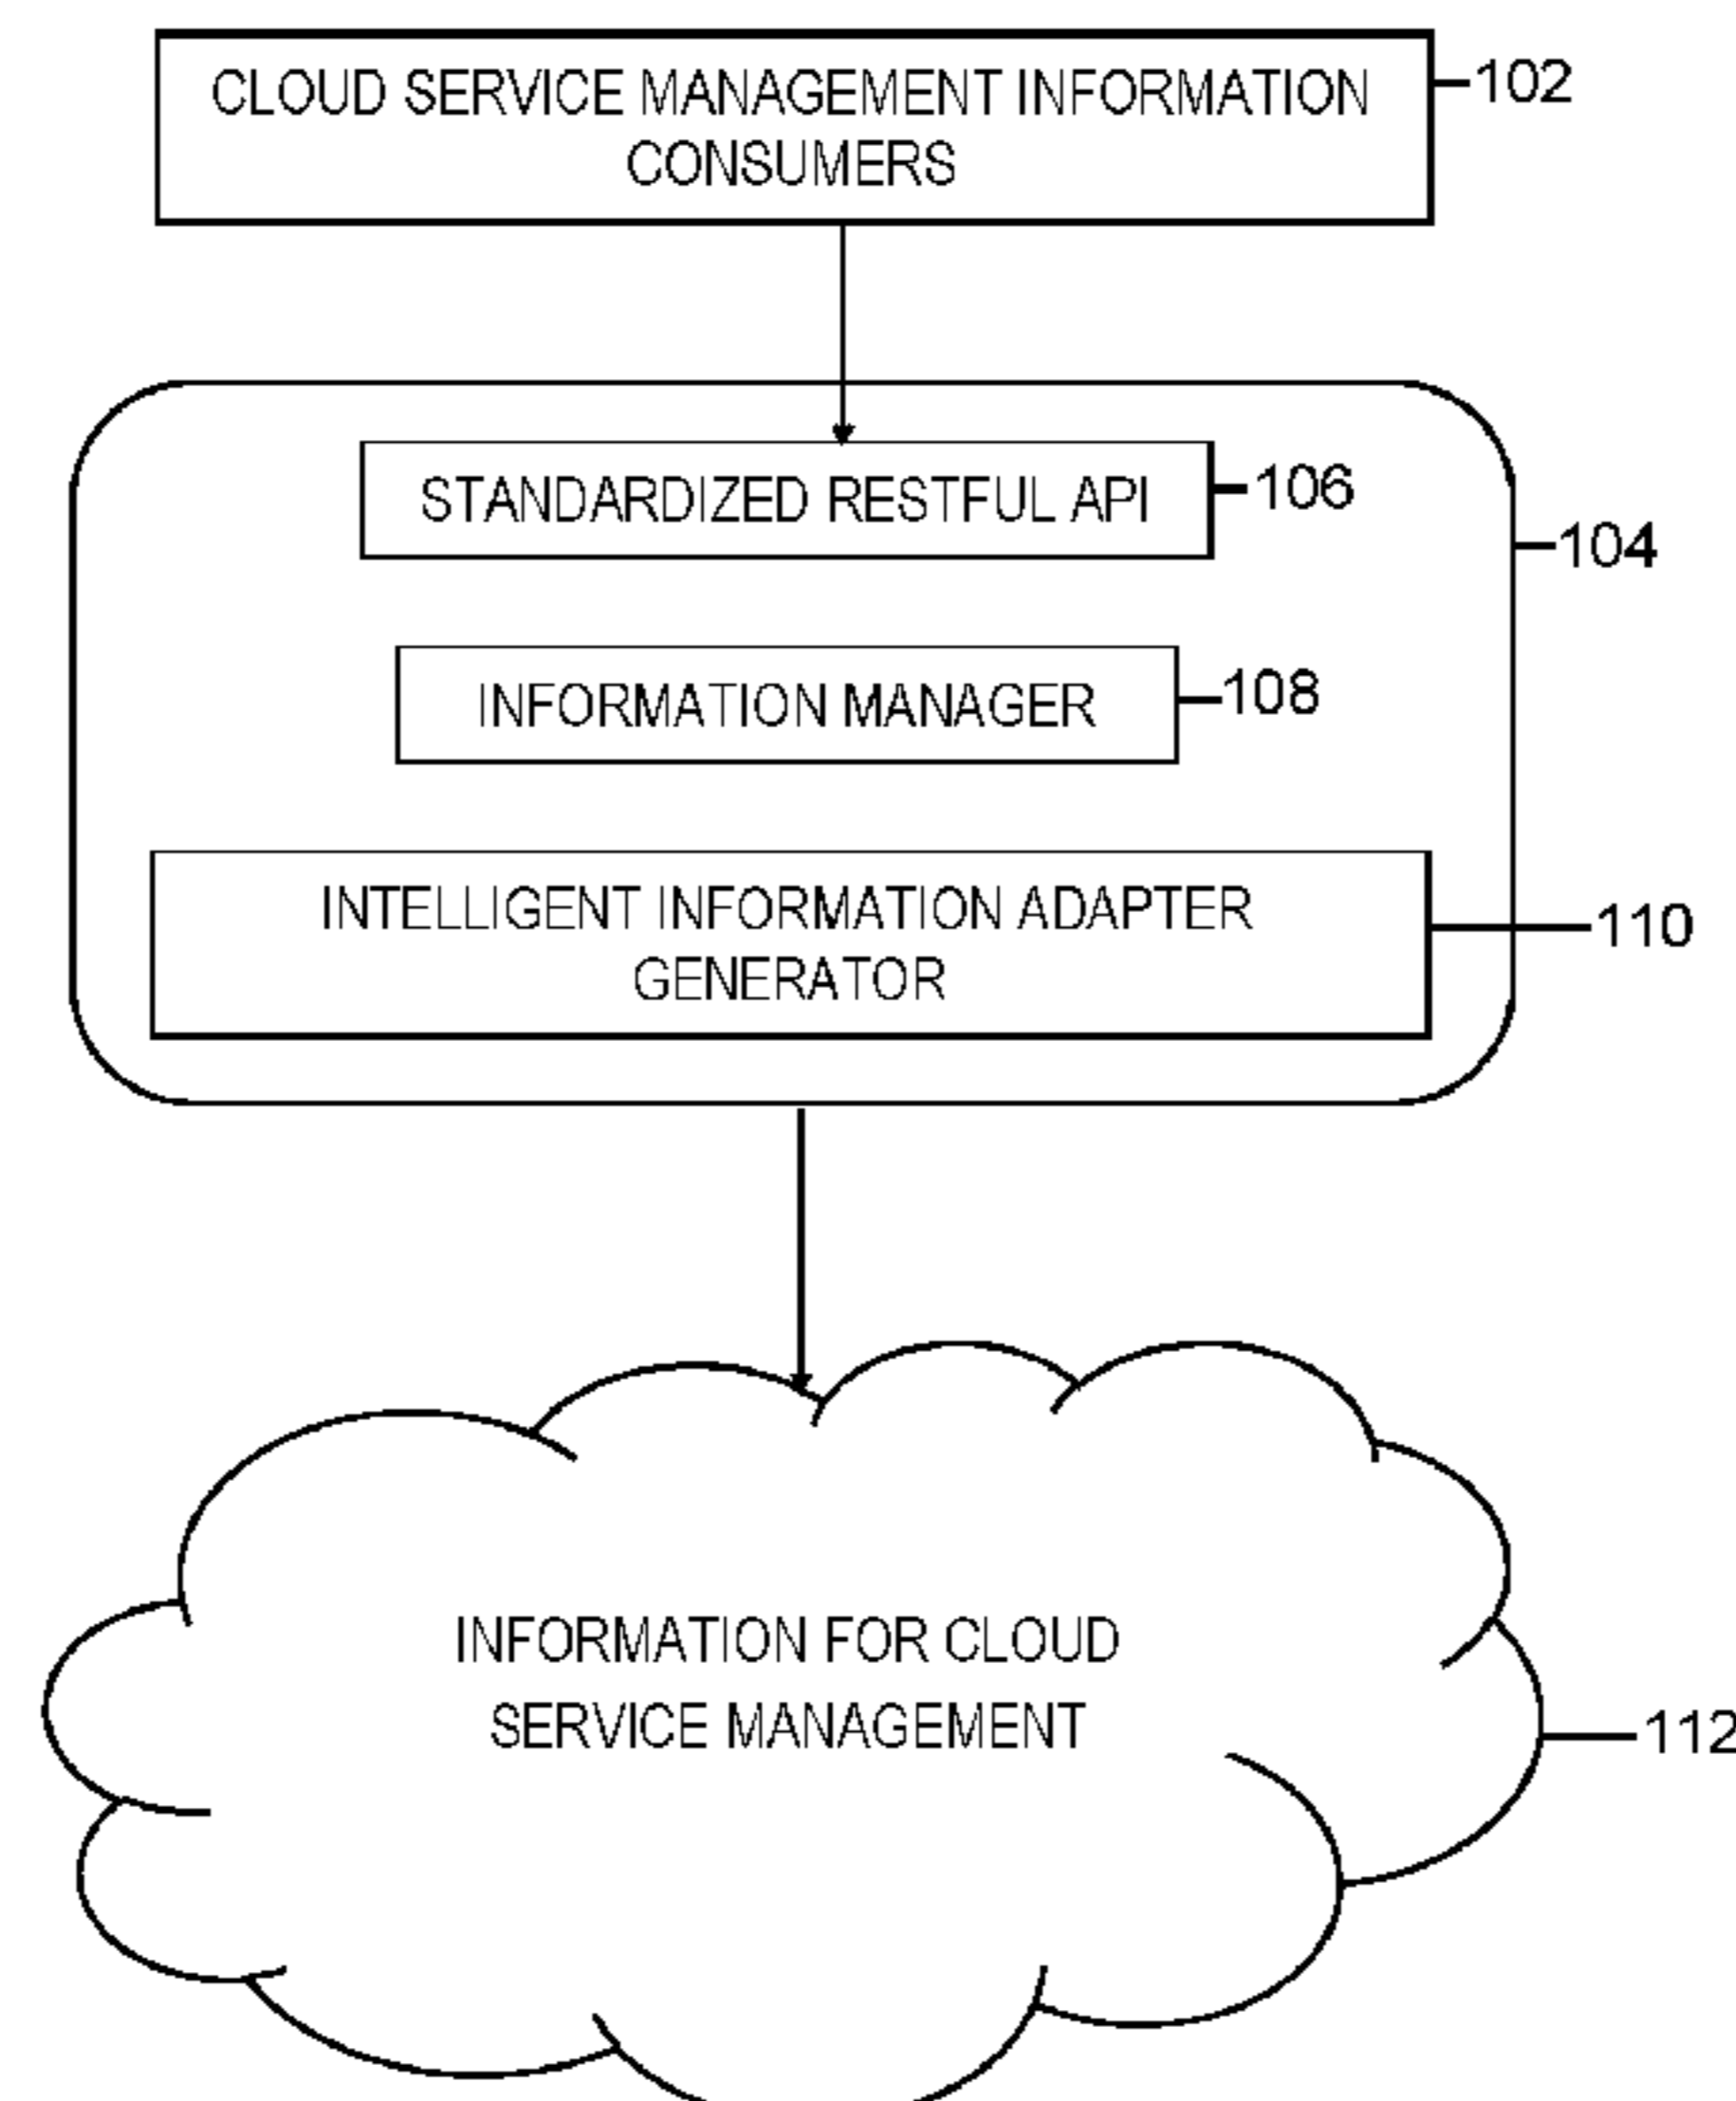 CLOUD SERVICE MANAGEMENT INFORMATION
CONSUMERS
102
STANDARDIZED RESTFUL API
106
104
INFORMATION MANAGER
108
INTELLIGENT INFORMATION ADAPTER
GENERATOR
110
INFORMATION FOR CLOUD
SERVICE MANAGEMENT
112